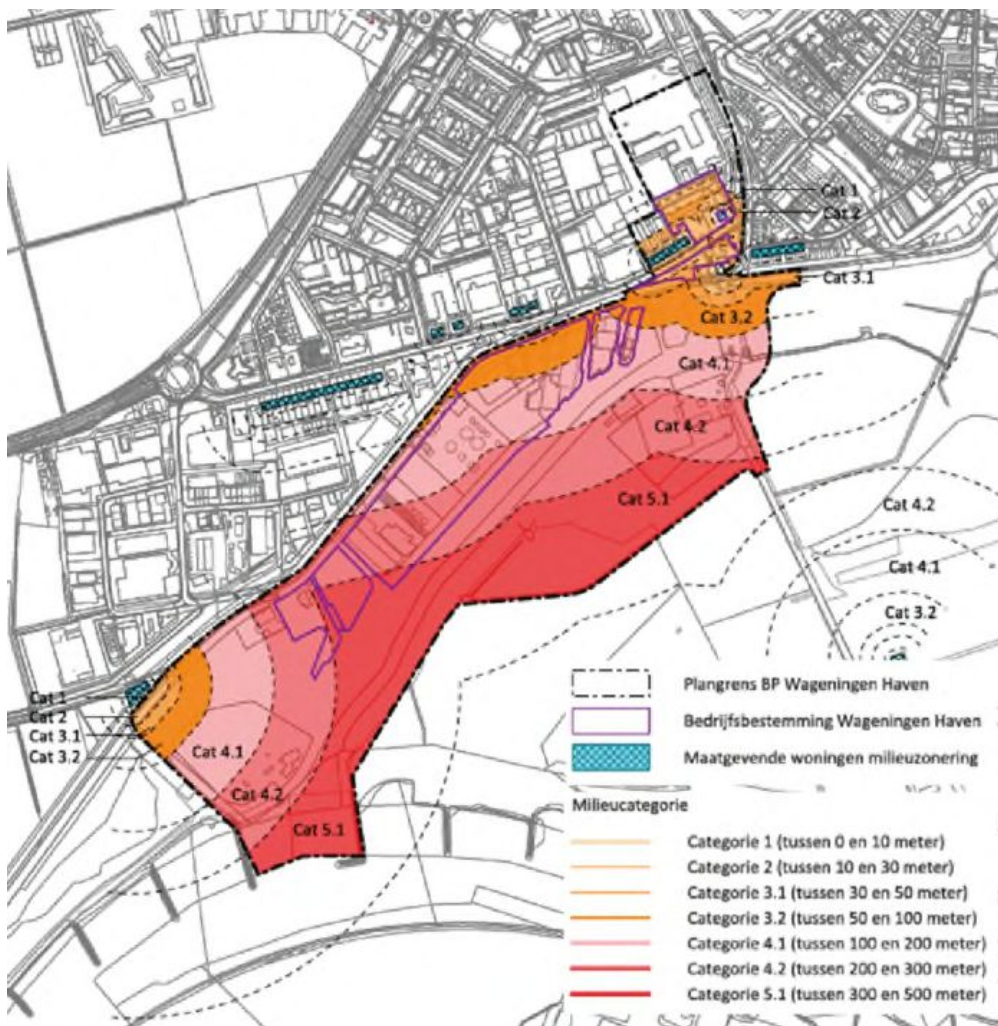 Cat 1
Cat 2
Cat 3.1
Cat 3.2
Cat 4.1
Cat 4.2
Cat 5.1
Cat 4.2
Cat 4.1
Cat 3.2
Cat 1
Cat 2
Cat 3.1
Cat 3.2
Cat 4.1
Cat 4.2
Cat 5.1
Plangrens BP Wageningen Haven
Bedrijfsbestemming Wageningen Haven
Maatgevende woningen milieuzonering
Milieucategorie
Categorie 1 (tussen 0 en 10 meter)
Categorie 2 (tussen 10 en 30 meter)
Categorie 3.1 (tussen 30 en 50 meter)
Categorie 3.2 (tussen 50 en 100 meter)
Categorie 4.1 (tussen 100 en 200 meter)
Categorie 4.2 (tussen 200 en 300 meter)
Categorie 5.1 (tussen 300 en 500 meter)